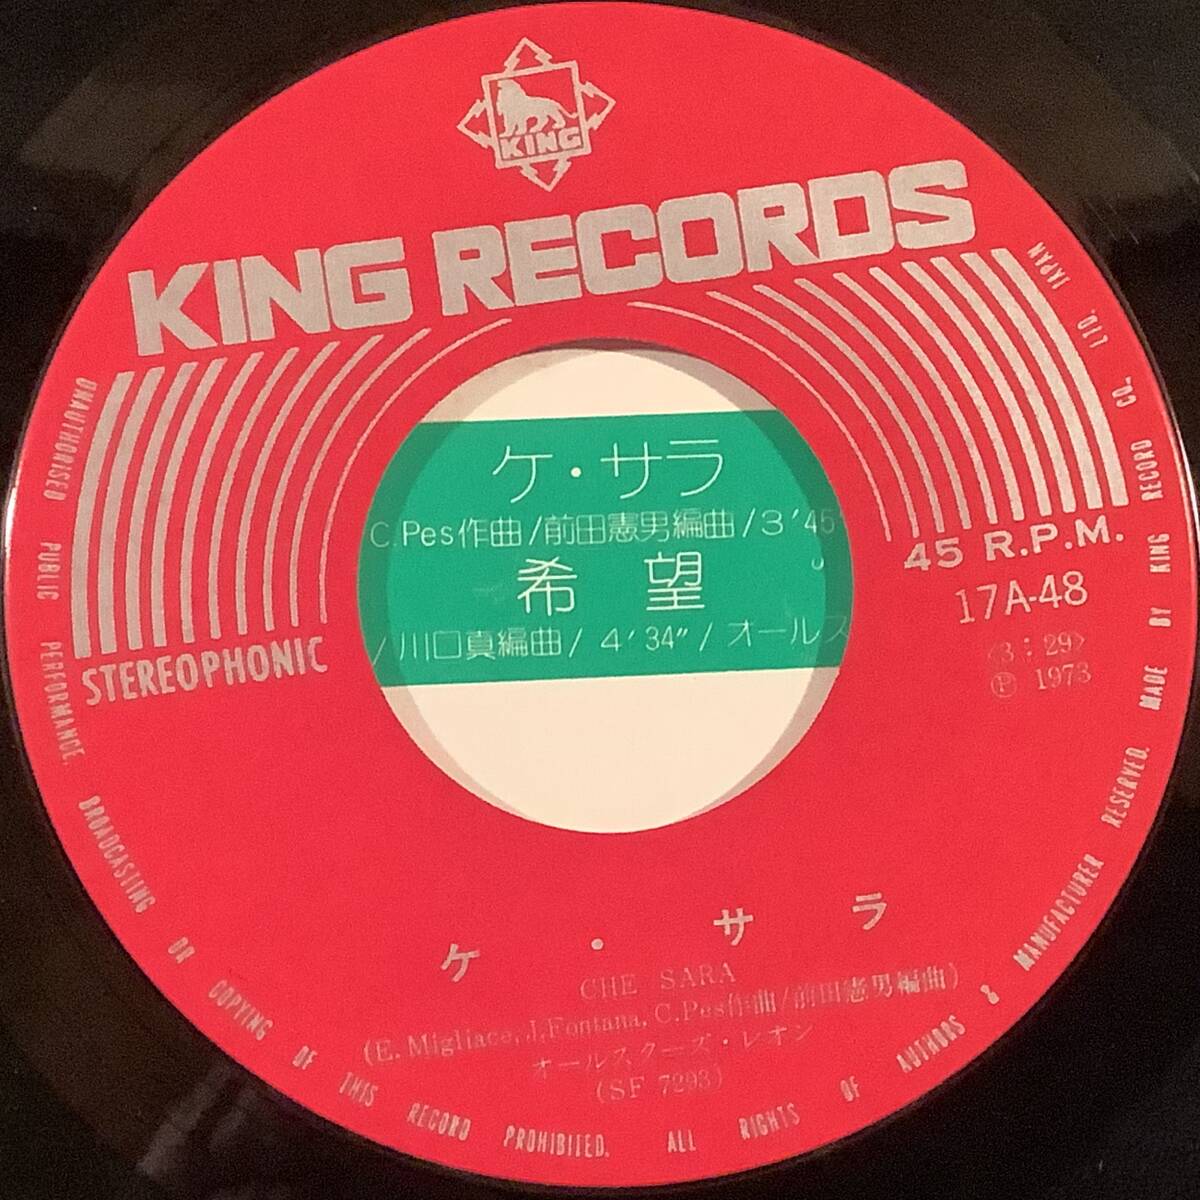 KING
KING RECORDS
ケ・サラ
C.Pes作曲/前田憲男編曲/3'45"
希望
/川口真編曲/4'34"/オールス
STEREOPHONIC
45 R.P.M.
17A-48
(3:29)
Ⓟ 1973
ケ・サラ
CHE SARA
(E. Migliace, J. Fontana, C. Pes作曲/前田憲男編曲)
オールスターズ・レオン
(SF 7293)
UNAUTHORISED PUBLIC PERFORMANCE. BROADCASTING OR COPYING OF THIS RECORD PROHIBITED. ALL RIGHTS OF AUTHORS & MANUFACTURER RESERVED. MADE BY KING RECORD CO. LTD. JAPAN